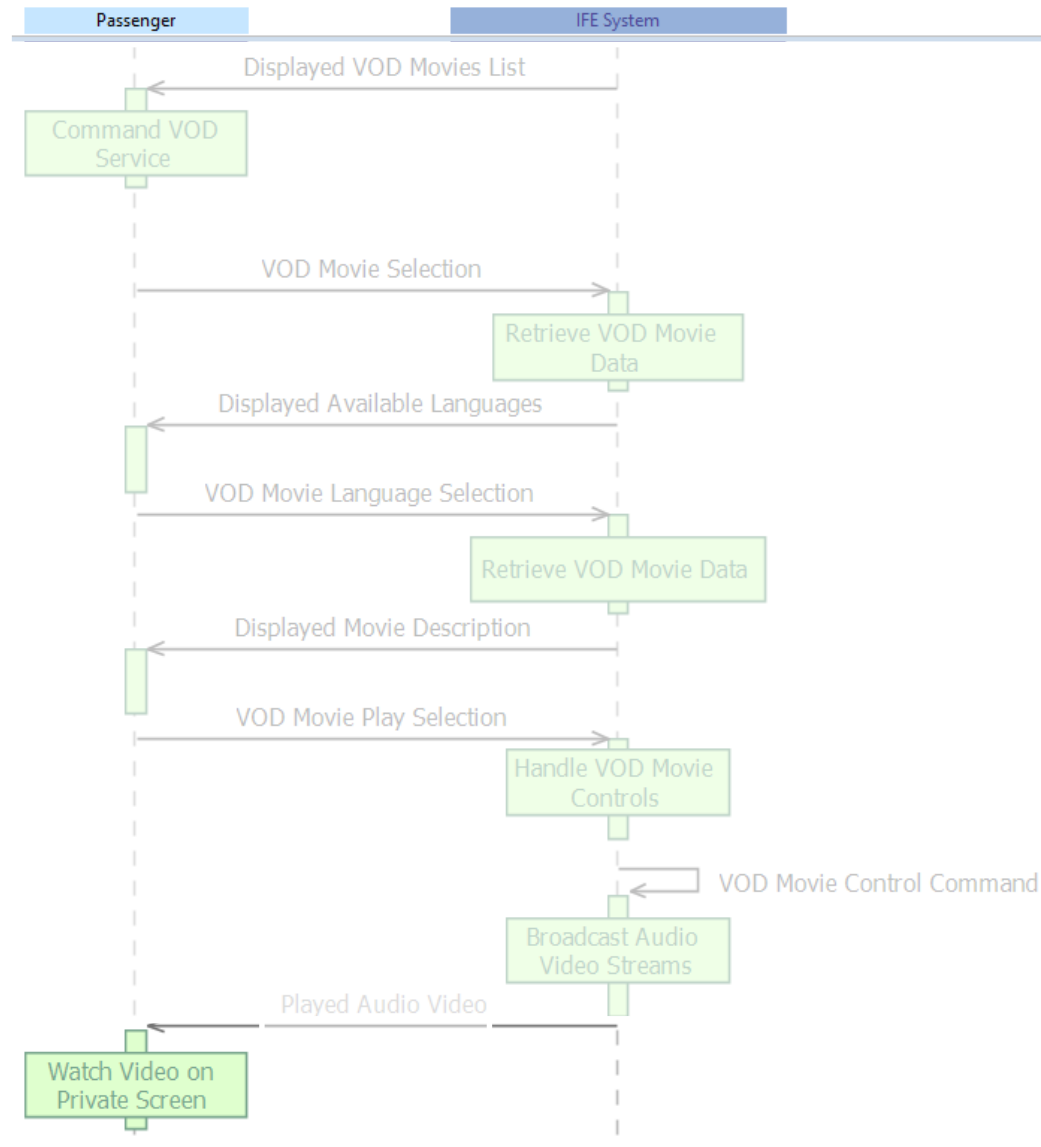 Passenger
IFE System
Displayed VOD Movies List
Command VOD
Service
VOD Movie Selection
Retrieve VOD Movie
Data
Displayed Available Languages
VOD Movie Language Selection
Retrieve VOD Movie Data
Displayed Movie Description
VOD Movie Play Selection
Handle VOD Movie
Controls
VOD Movie Control Command
Broadcast Audio
Video Streams
Played Audio Video
Watch Video on
Private Screen